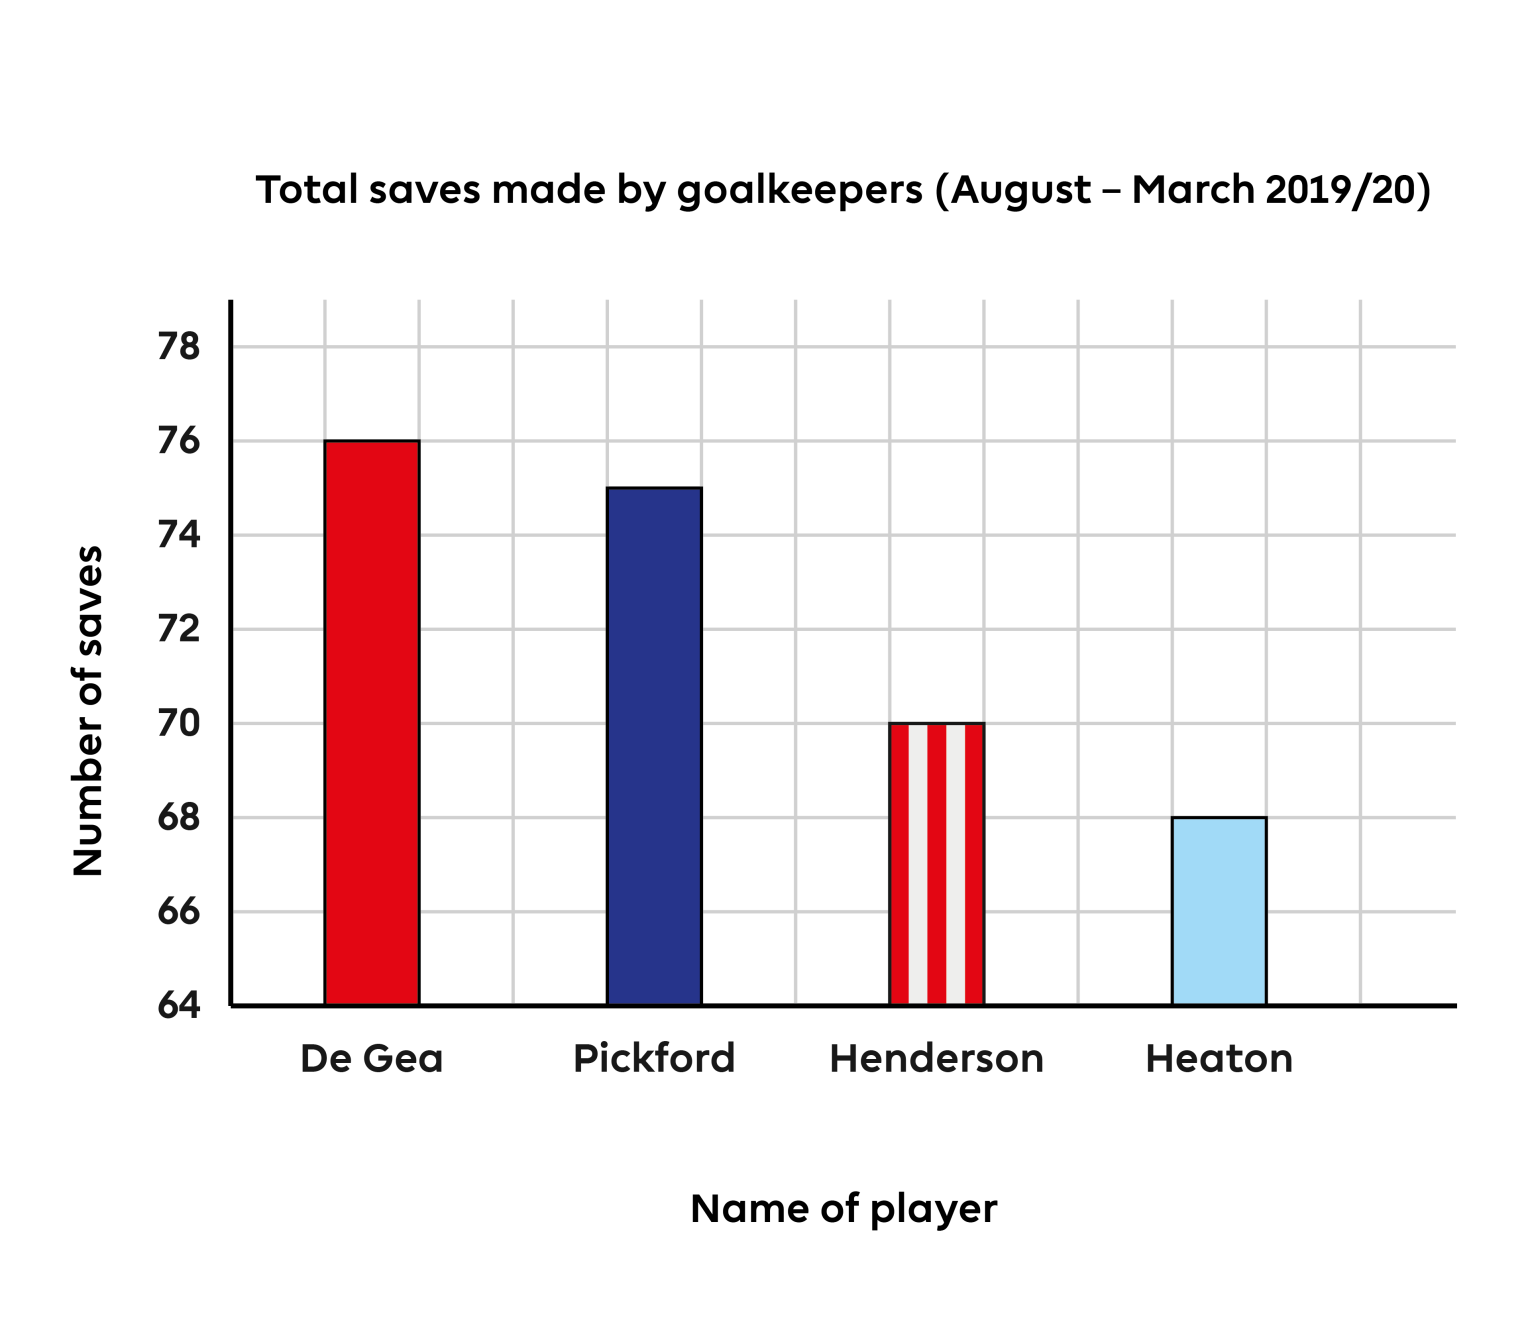 Total saves made by goalkeepers (August – March 2019/20)
Number of saves
78
76
74
72
70
68
66
64
De Gea
Pickford
Henderson
Heaton
Name of player